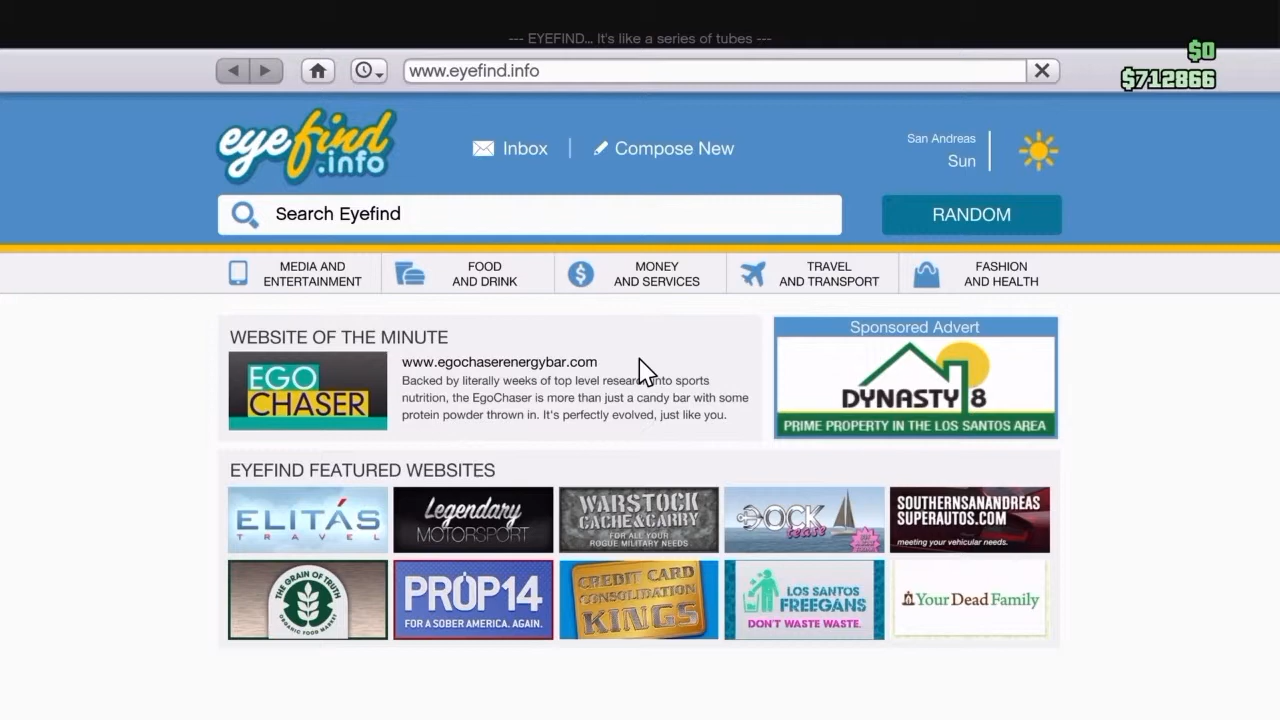 --- EYEFIND... It's like a series of tubes ---
$0
www.eyefind.info
$712866
eyefind
.info
Inbox
Compose New
San Andreas
Sun
Search Eyefind
RANDOM
MEDIA AND
ENTERTAINMENT
FOOD
AND DRINK
MONEY
AND SERVICES
TRAVEL
AND TRANSPORT
FASHION
AND HEALTH
WEBSITE OF THE MINUTE
EGO
CHASER
www.egochaserenergybar.com
Backed by literally weeks of top level research into sports
nutrition, the EgoChaser is more than just a candy bar with some
protein powder thrown in. It's perfectly evolved, just like you.
Sponsored Advert
DYNASTY 8
PRIME PROPERTY IN THE LOS SANTOS AREA
EYEFIND FEATURED WEBSITES
ELITÁS
TRAVEL
Legendary
MOTORSPORT
WARSTOCK
CACHE & CARRY
FOR ALL YOUR
ROGUE MILITARY NEEDS
DOCK
tease
SOUTHERNSANANDREAS
SUPERAUTOS.COM
meeting your vehicular needs.
THE GRAIN OF TRUTH
ORGANIC FOOD MARKET
PROP14
FOR A SOBER AMERICA. AGAIN.
CREDIT CARD
CONSOLIDATION
KINGS
LOS SANTOS
FREEGANS
DON'T WASTE WASTE.
Your Dead Family